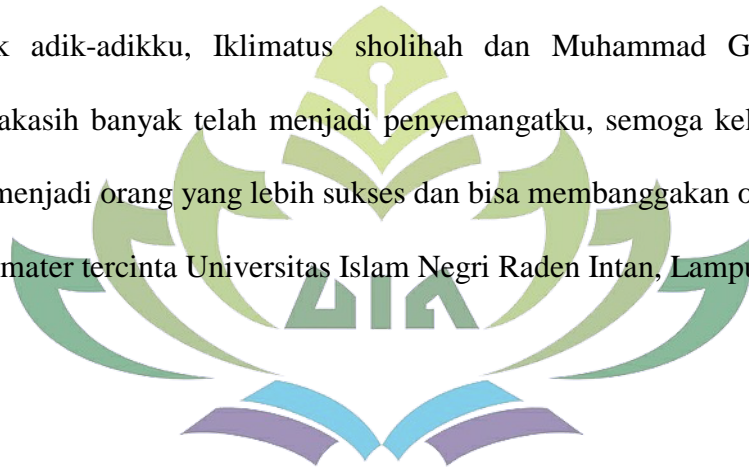 k adik-adikku, Iklimatus sholihah dan Muhammad G
akasih banyak telah menjadi penyemangatku, semoga kel
menjadi orang yang lebih sukses dan bisa membanggakan o
mater tercinta Universitas Islam Negri Raden Intan, Lampu
UIN